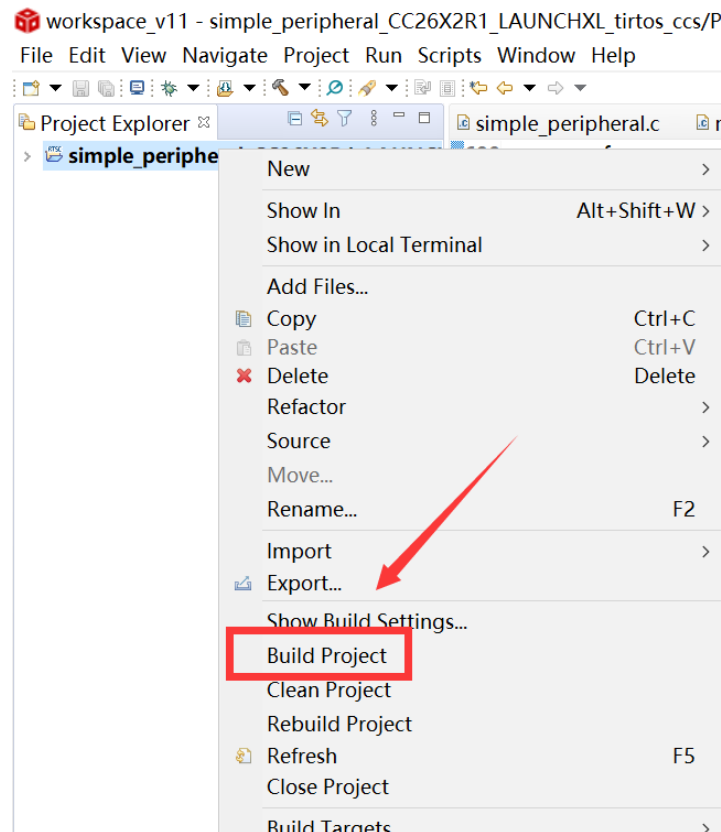 workspace_v11 - simple_peripheral_CC26X2R1_LAUNCHXL_tirtos_ccs/P
File Edit View Navigate Project Run Scripts Window Help
Project Explorer
simple_peripheral.c
simple_periphe
New
Show In Alt+Shift+W
Show in Local Terminal
Add Files...
Copy Ctrl+C
Paste Ctrl+V
Delete Delete
Refactor
Source
Move...
Rename... F2
Import
Export...
Show Build Settings...
Build Project
Clean Project
Rebuild Project
Refresh F5
Close Project
Build Targets